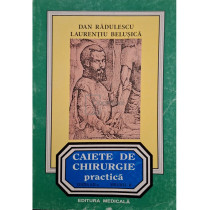 DAN RĂDULESCU
LAURENȚIU BELUȘICĂ
CAIETE DE
CHIRURGIE
practică
EDITURA MEDICALĂ